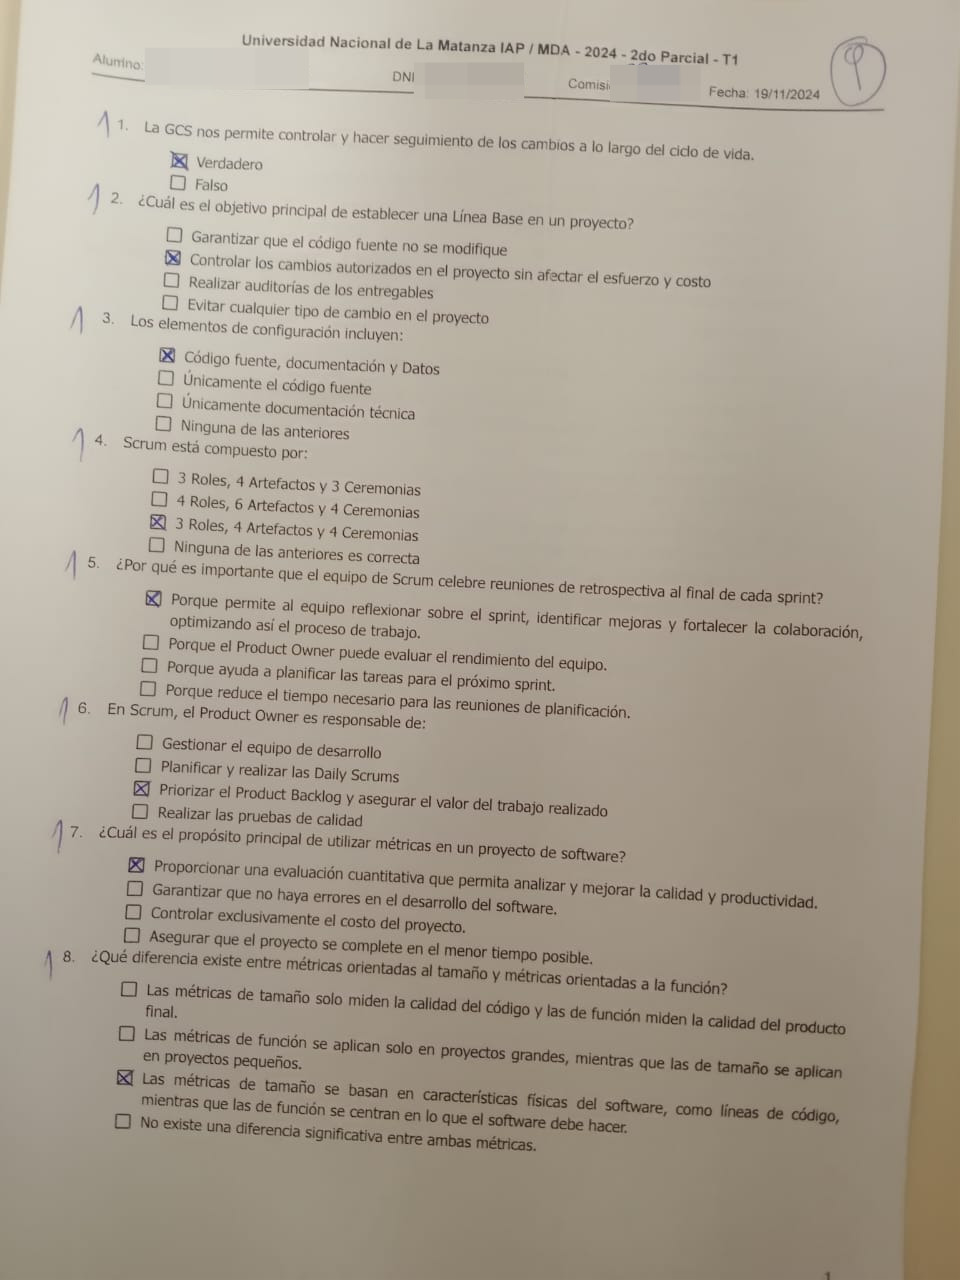 Universidad Nacional de La Matanza IAP / MDA - 2024 - 2do Parcial - T1
9
Alumno:
DNI
Comisi
Fecha: 19/11/2024
1 1. La GCS nos permite controlar y hacer seguimiento de los cambios a lo largo del ciclo de vida.
Verdadero
Falso
1 2. ¿Cuál es el objetivo principal de establecer una Línea Base en un proyecto?
Garantizar que el código fuente no se modifique
Controlar los cambios autorizados en el proyecto sin afectar el esfuerzo y costo
Realizar auditorías de los entregables
Evitar cualquier tipo de cambio en el proyecto
1 3. Los elementos de configuración incluyen:
Código fuente, documentación y Datos
Únicamente el código fuente
Únicamente documentación técnica
Ninguna de las anteriores
1 4. Scrum está compuesto por:
3 Roles, 4 Artefactos y 3 Ceremonias
4 Roles, 6 Artefactos y 4 Ceremonias
3 Roles, 4 Artefactos y 4 Ceremonias
Ninguna de las anteriores es correcta
1 5. ¿Por qué es importante que el equipo de Scrum celebre reuniones de retrospectiva al final de cada sprint?
Porque permite al equipo reflexionar sobre el sprint, identificar mejoras y fortalecer la colaboración,
optimizando así el proceso de trabajo.
Porque el Product Owner puede evaluar el rendimiento del equipo.
Porque ayuda a planificar las tareas para el próximo sprint.
Porque reduce el tiempo necesario para las reuniones de planificación.
1 6. En Scrum, el Product Owner es responsable de:
Gestionar el equipo de desarrollo
Planificar y realizar las Daily Scrums
Priorizar el Product Backlog y asegurar el valor del trabajo realizado
Realizar las pruebas de calidad
1 7. ¿Cuál es el propósito principal de utilizar métricas en un proyecto de software?
Proporcionar una evaluación cuantitativa que permita analizar y mejorar la calidad y productividad.
Garantizar que no haya errores en el desarrollo del software.
Controlar exclusivamente el costo del proyecto.
Asegurar que el proyecto se complete en el menor tiempo posible.
1 8. ¿Qué diferencia existe entre métricas orientadas al tamaño y métricas orientadas a la función?
Las métricas de tamaño solo miden la calidad del código y las de función miden la calidad del producto
final.
Las métricas de función se aplican solo en proyectos grandes, mientras que las de tamaño se aplican
en proyectos pequeños.
Las métricas de tamaño se basan en características físicas del software, como líneas de código,
mientras que las de función se centran en lo que el software debe hacer.
No existe una diferencia significativa entre ambas métricas.
1